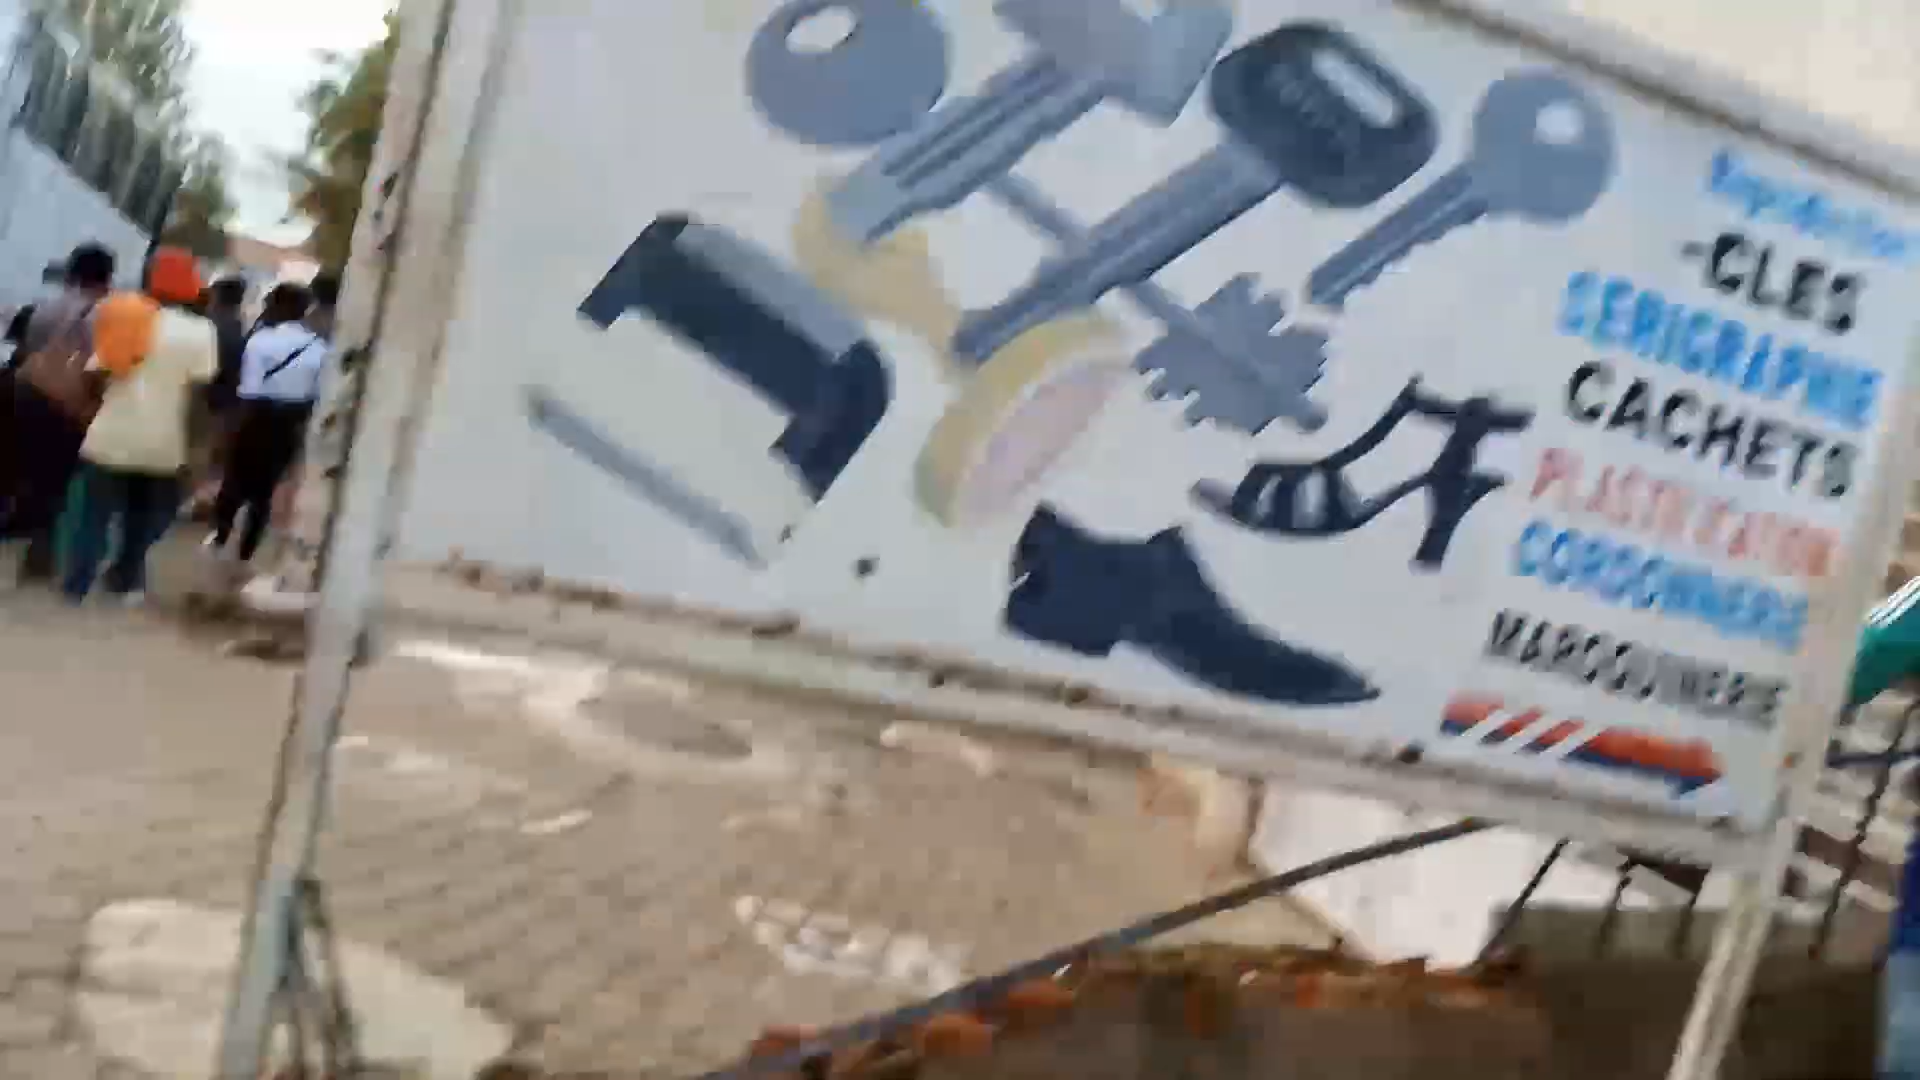 -CLES
SERIGRAPHIE
CACHETS
PLASTIFICATION
CORDONNERIE
MAROQUINERIE